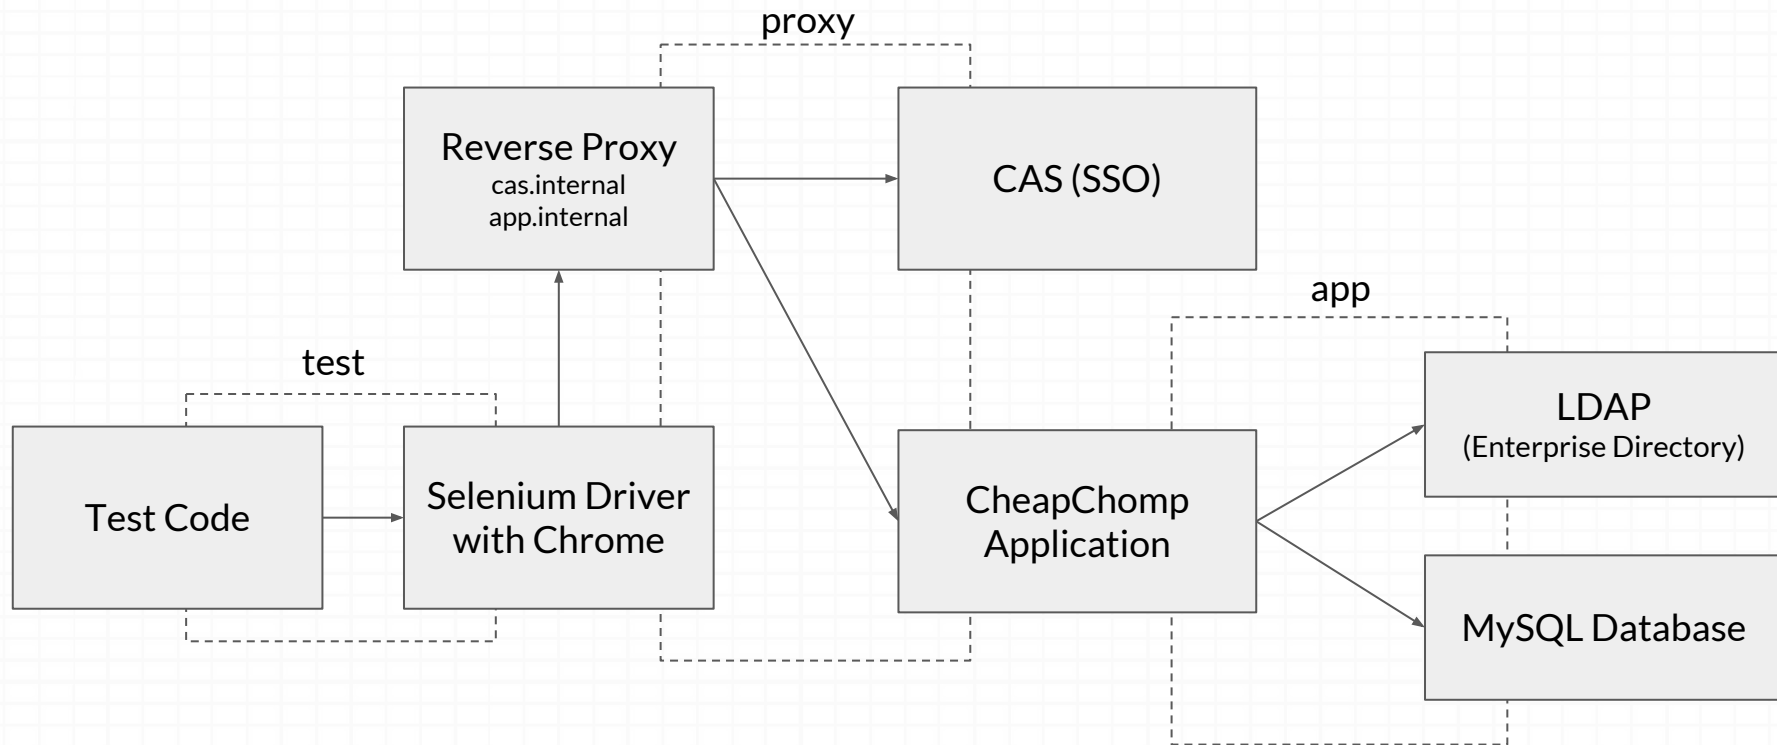 proxy
Reverse Proxy
cas.internal
app.internal
CAS (SSO)
app
test
LDAP
(Enterprise Directory)
Test Code
Selenium Driver
with Chrome
CheapChomp
Application
MySQL Database